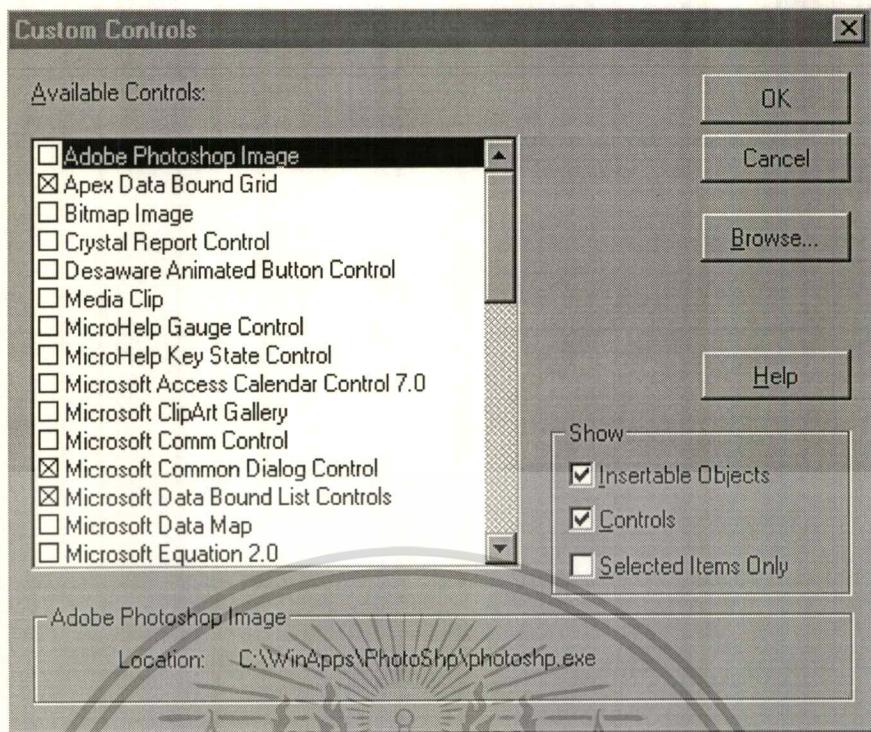 Custom Controls
Available Controls:
OK
Adobe Photoshop Image
Cancel
Apex Data Bound Grid
Bitmap Image
Crystal Report Control
Browse...
Desaware Animated Button Control
Media Clip
MicroHelp Gauge Control
MicroHelp Key State Control
Microsoft Access Calendar Control 7.0
Help
Microsoft ClipArt Gallery
Microsoft Comm Control
Show
Microsoft Common Dialog Control
Insertable Objects
Microsoft Data Bound List Controls
Controls
Microsoft Data Map
Microsoft Equation 2.0
Selected Items Only
Adobe Photoshop Image
Location: C:\WinApps\PhotoShp\photoshp.exe